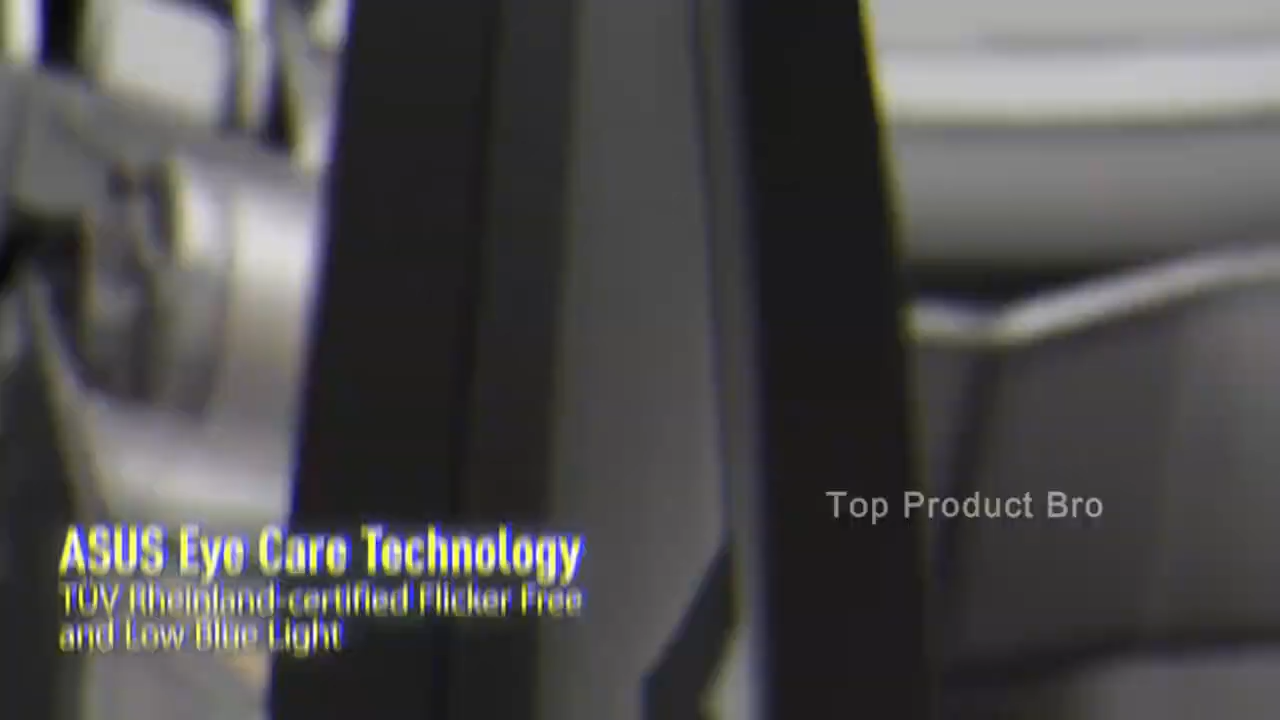 Top Product Bro
ASUS Eye Care Technology
TÜV Rheinland-certified Flicker Free
and Low Blue Light